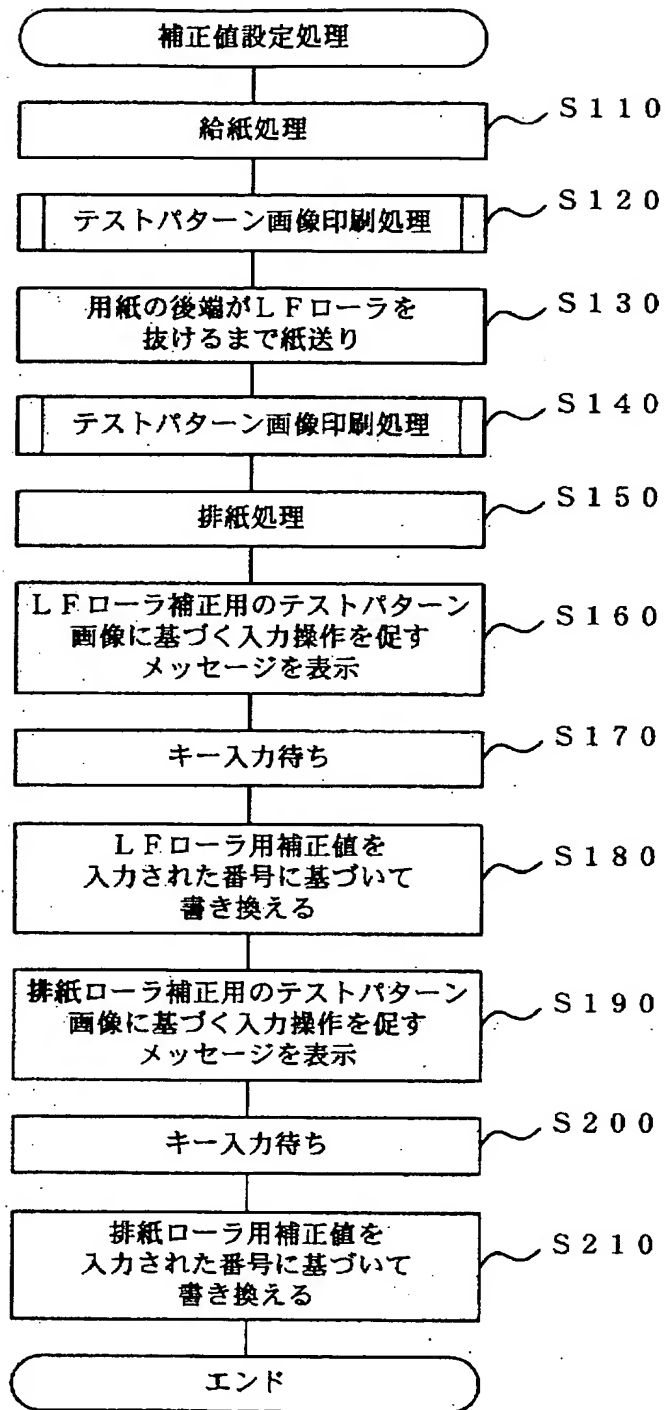 補正値設定処理
給紙処理
S110
テストパターン画像印刷処理
S120
用紙の後端がLFローラを
抜けるまで紙送り
S130
テストパターン画像印刷処理
S140
排紙処理
S150
LFローラ補正用のテストパターン
画像に基づく入力操作を促す
メッセージを表示
S160
キー入力待ち
S170
LFローラ用補正値を
入力された番号に基づいて
書き換える
S180
排紙ローラ補正用のテストパターン
画像に基づく入力操作を促す
メッセージを表示
S190
キー入力待ち
S200
排紙ローラ用補正値を
入力された番号に基づいて
書き換える
S210
エンド